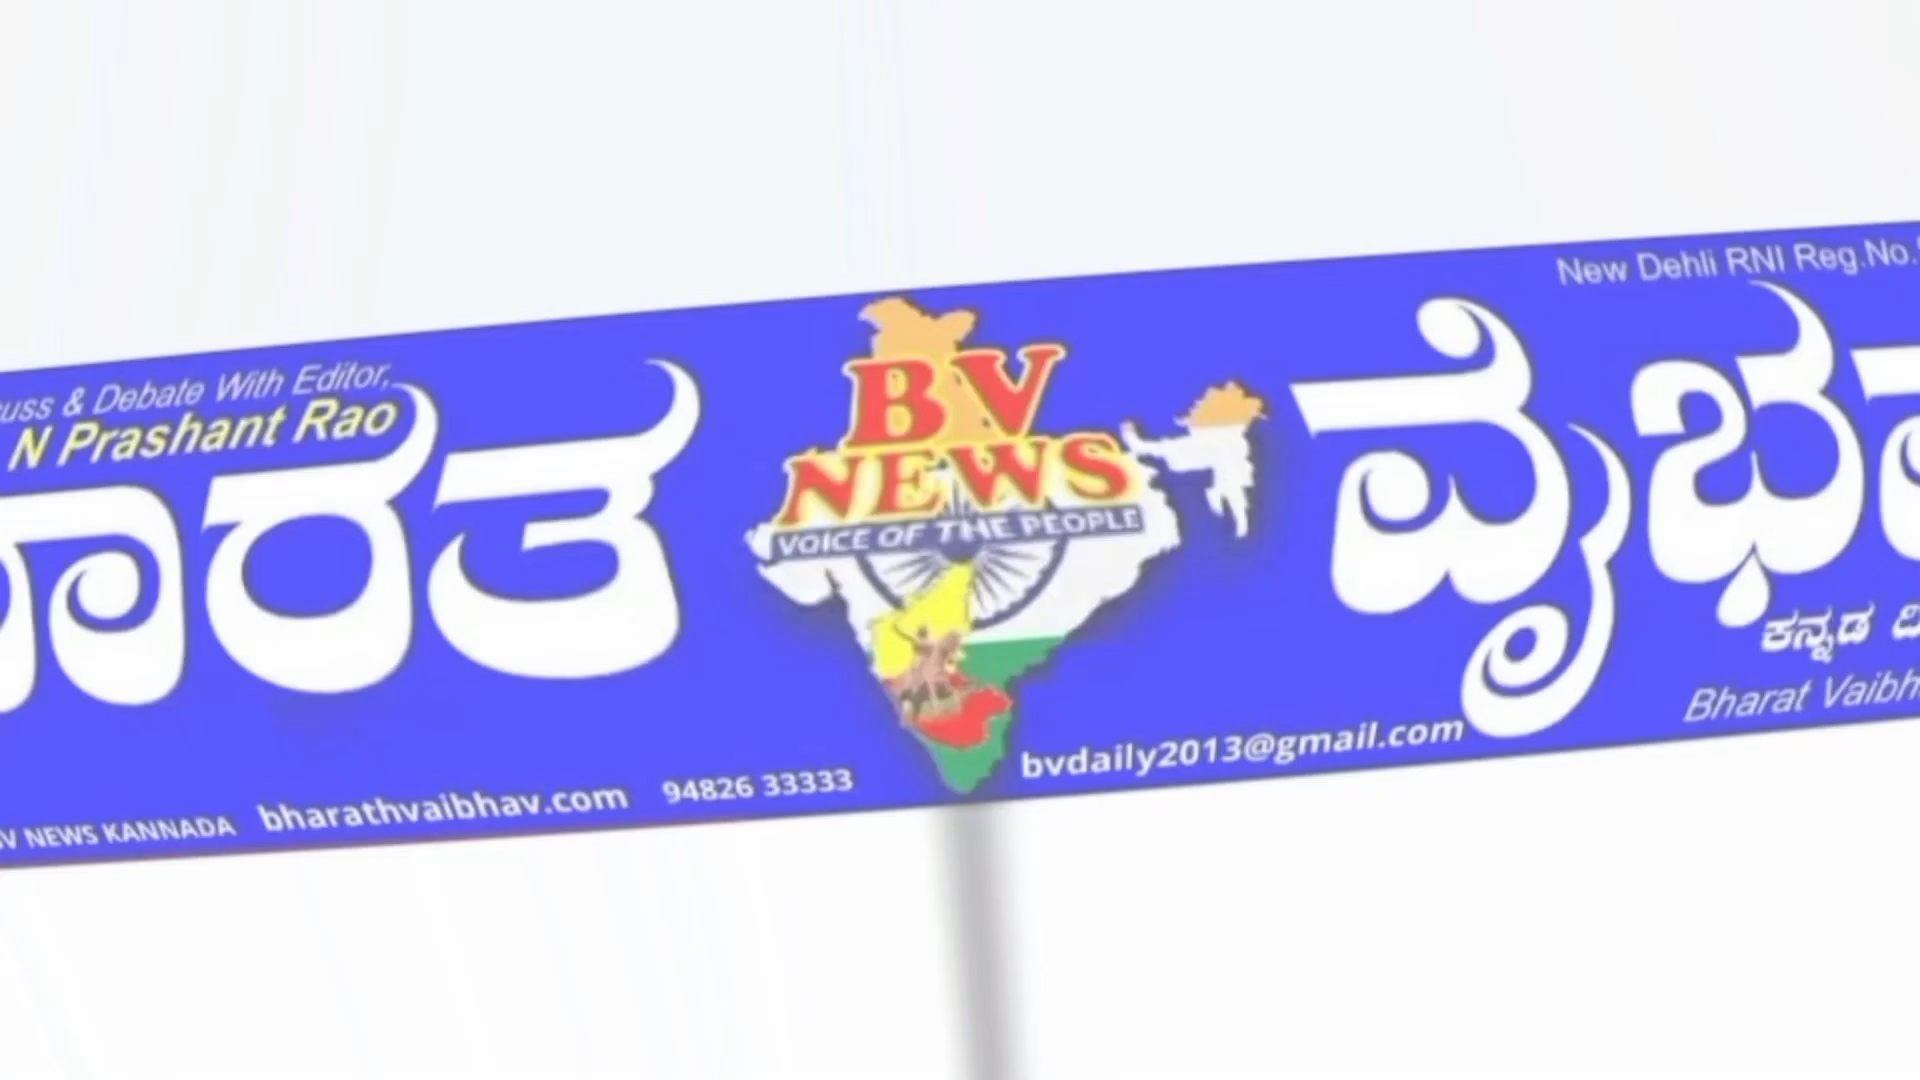 uss & Debate With Editor,
N Prashant Rao
ಾರತ
BV
NEWS
VOICE OF THE PEOPLE
New Dehli RNI Reg.No.
ವೈಭ
ಕನ್ನಡ
Bharat Vaibh
V NEWS KANNADA bharathvaibhav.com 94826 33333
bvdaily2013@gmail.com